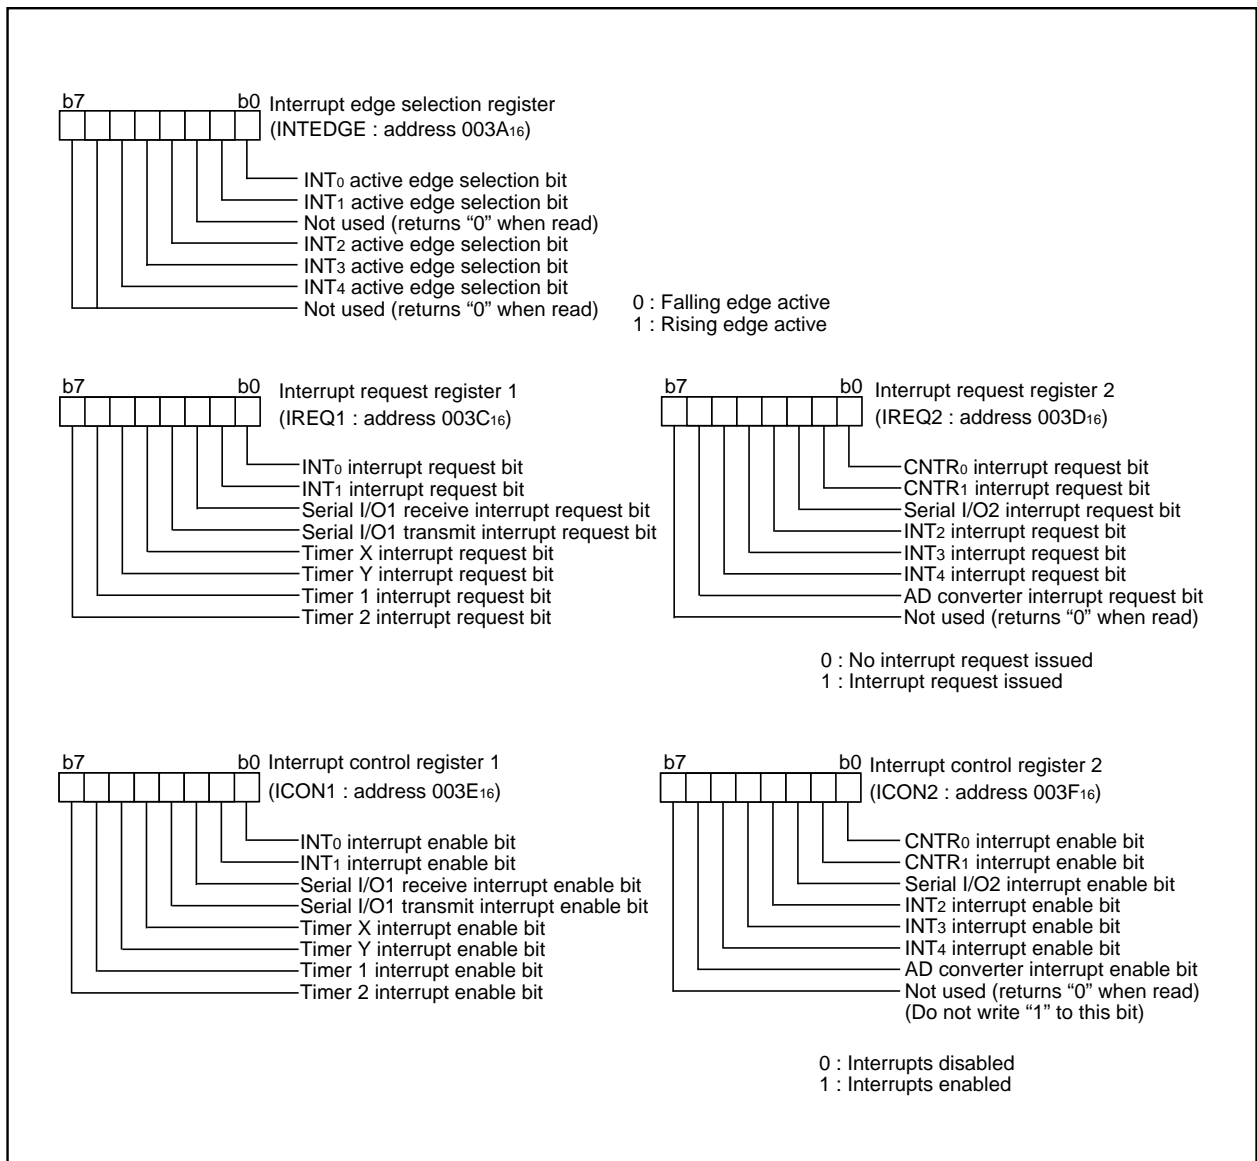 b7 b0 Interrupt edge selection register
(INTEDGE : address 003A16)
INT0 active edge selection bit
INT1 active edge selection bit
Not used (returns “0” when read)
INT2 active edge selection bit
INT3 active edge selection bit
INT4 active edge selection bit
Not used (returns “0” when read)
0 : Falling edge active
1 : Rising edge active
b7 b0 Interrupt request register 1
(IREQ1 : address 003C16)
INT0 interrupt request bit
INT1 interrupt request bit
Serial I/O1 receive interrupt request bit
Serial I/O1 transmit interrupt request bit
Timer X interrupt request bit
Timer Y interrupt request bit
Timer 1 interrupt request bit
Timer 2 interrupt request bit
b7 b0 Interrupt request register 2
(IREQ2 : address 003D16)
CNTR0 interrupt request bit
CNTR1 interrupt request bit
Serial I/O2 interrupt request bit
INT2 interrupt request bit
INT3 interrupt request bit
INT4 interrupt request bit
AD converter interrupt request bit
Not used (returns “0” when read)
0 : No interrupt request issued
1 : Interrupt request issued
b7 b0 Interrupt control register 1
(ICON1 : address 003E16)
INT0 interrupt enable bit
INT1 interrupt enable bit
Serial I/O1 receive interrupt enable bit
Serial I/O1 transmit interrupt enable bit
Timer X interrupt enable bit
Timer Y interrupt enable bit
Timer 1 interrupt enable bit
Timer 2 interrupt enable bit
b7 b0 Interrupt control register 2
(ICON2 : address 003F16)
CNTR0 interrupt enable bit
CNTR1 interrupt enable bit
Serial I/O2 interrupt enable bit
INT2 interrupt enable bit
INT3 interrupt enable bit
INT4 interrupt enable bit
AD converter interrupt enable bit
Not used (returns “0” when read)
(Do not write “1” to this bit)
0 : Interrupts disabled
1 : Interrupts enabled